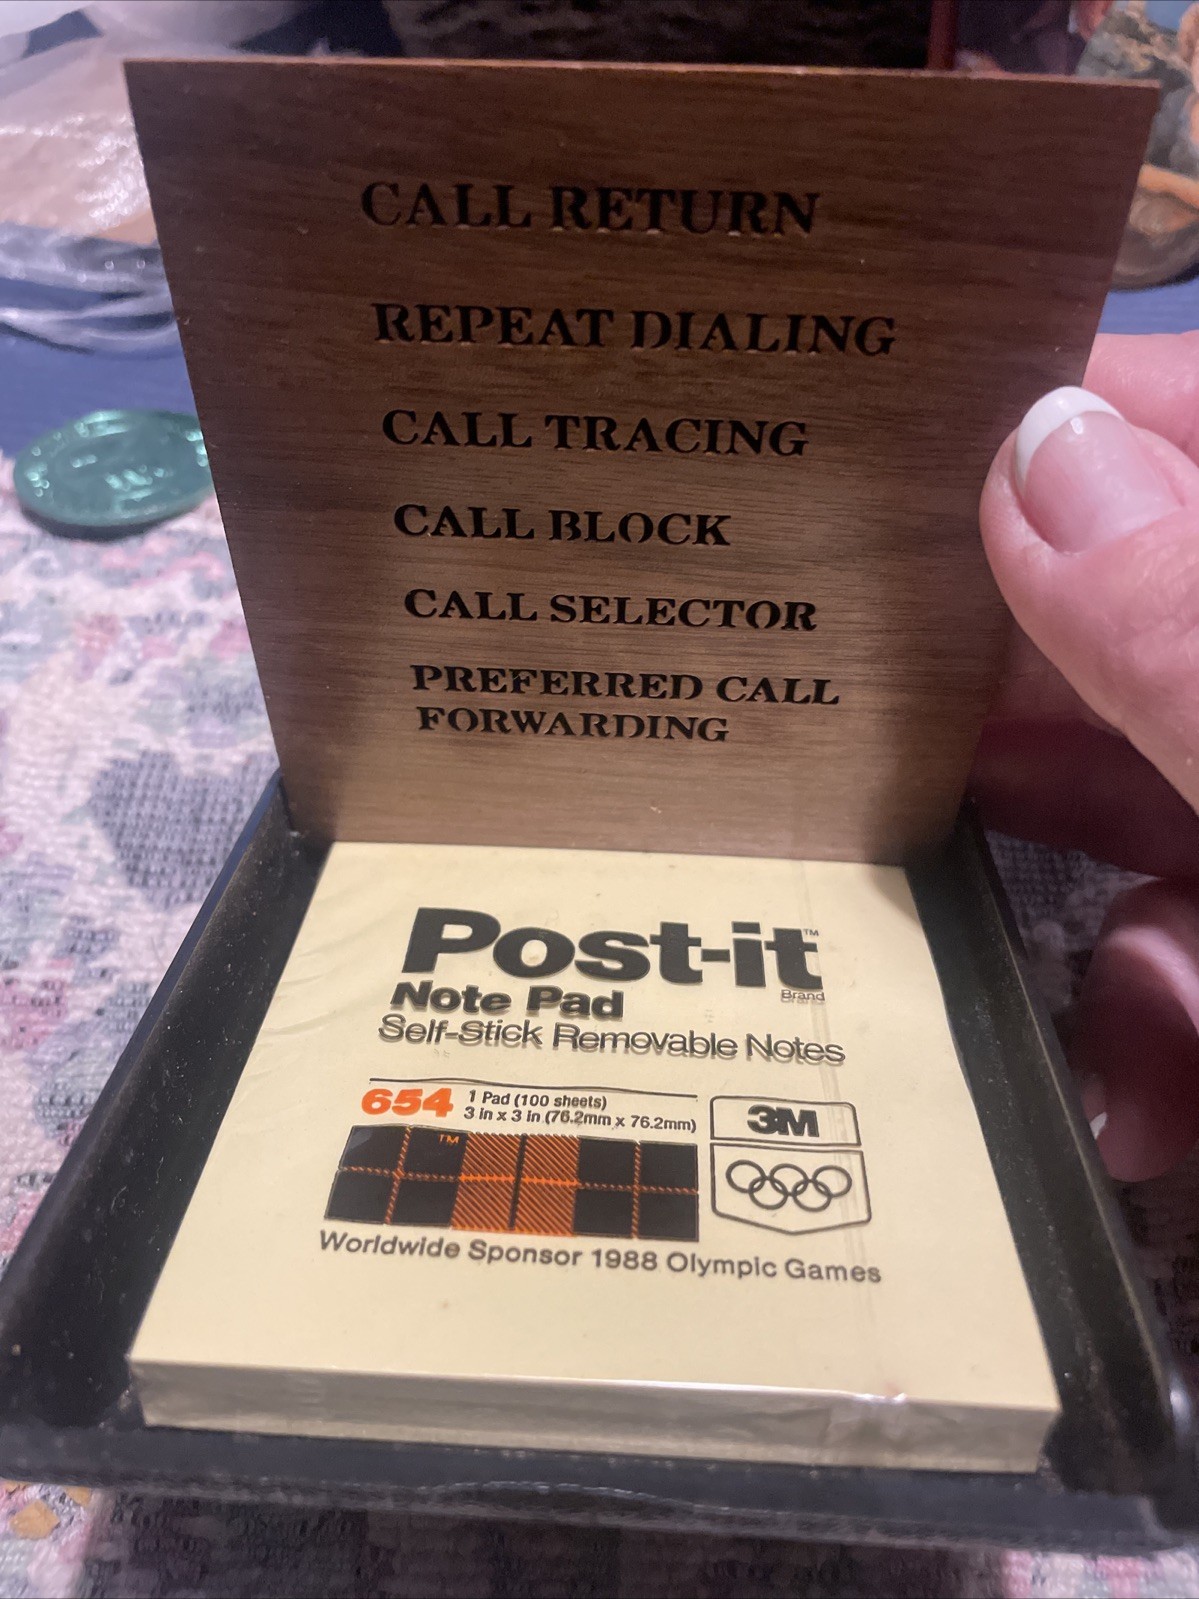 CALL RETURN
REPEAT DIALING
CALL TRACING
CALL BLOCK
CALL SELECTOR
PREFERRED CALL
FORWARDING
Post-it™
Brand
Note Pad
Self-Stick Removable Notes
654 1 Pad (100 sheets)
3 in x 3 in (76.2mm x 76.2mm)
3M
TM
Worldwide Sponsor 1988 Olympic Games